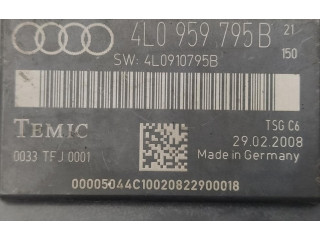 4L0 959 795B 21
SW: 4L0910795B 150
TEMIC
TSG C6
29.02.2008
0033 TFJ 0001
Made in Germany
00005044C10020822900018